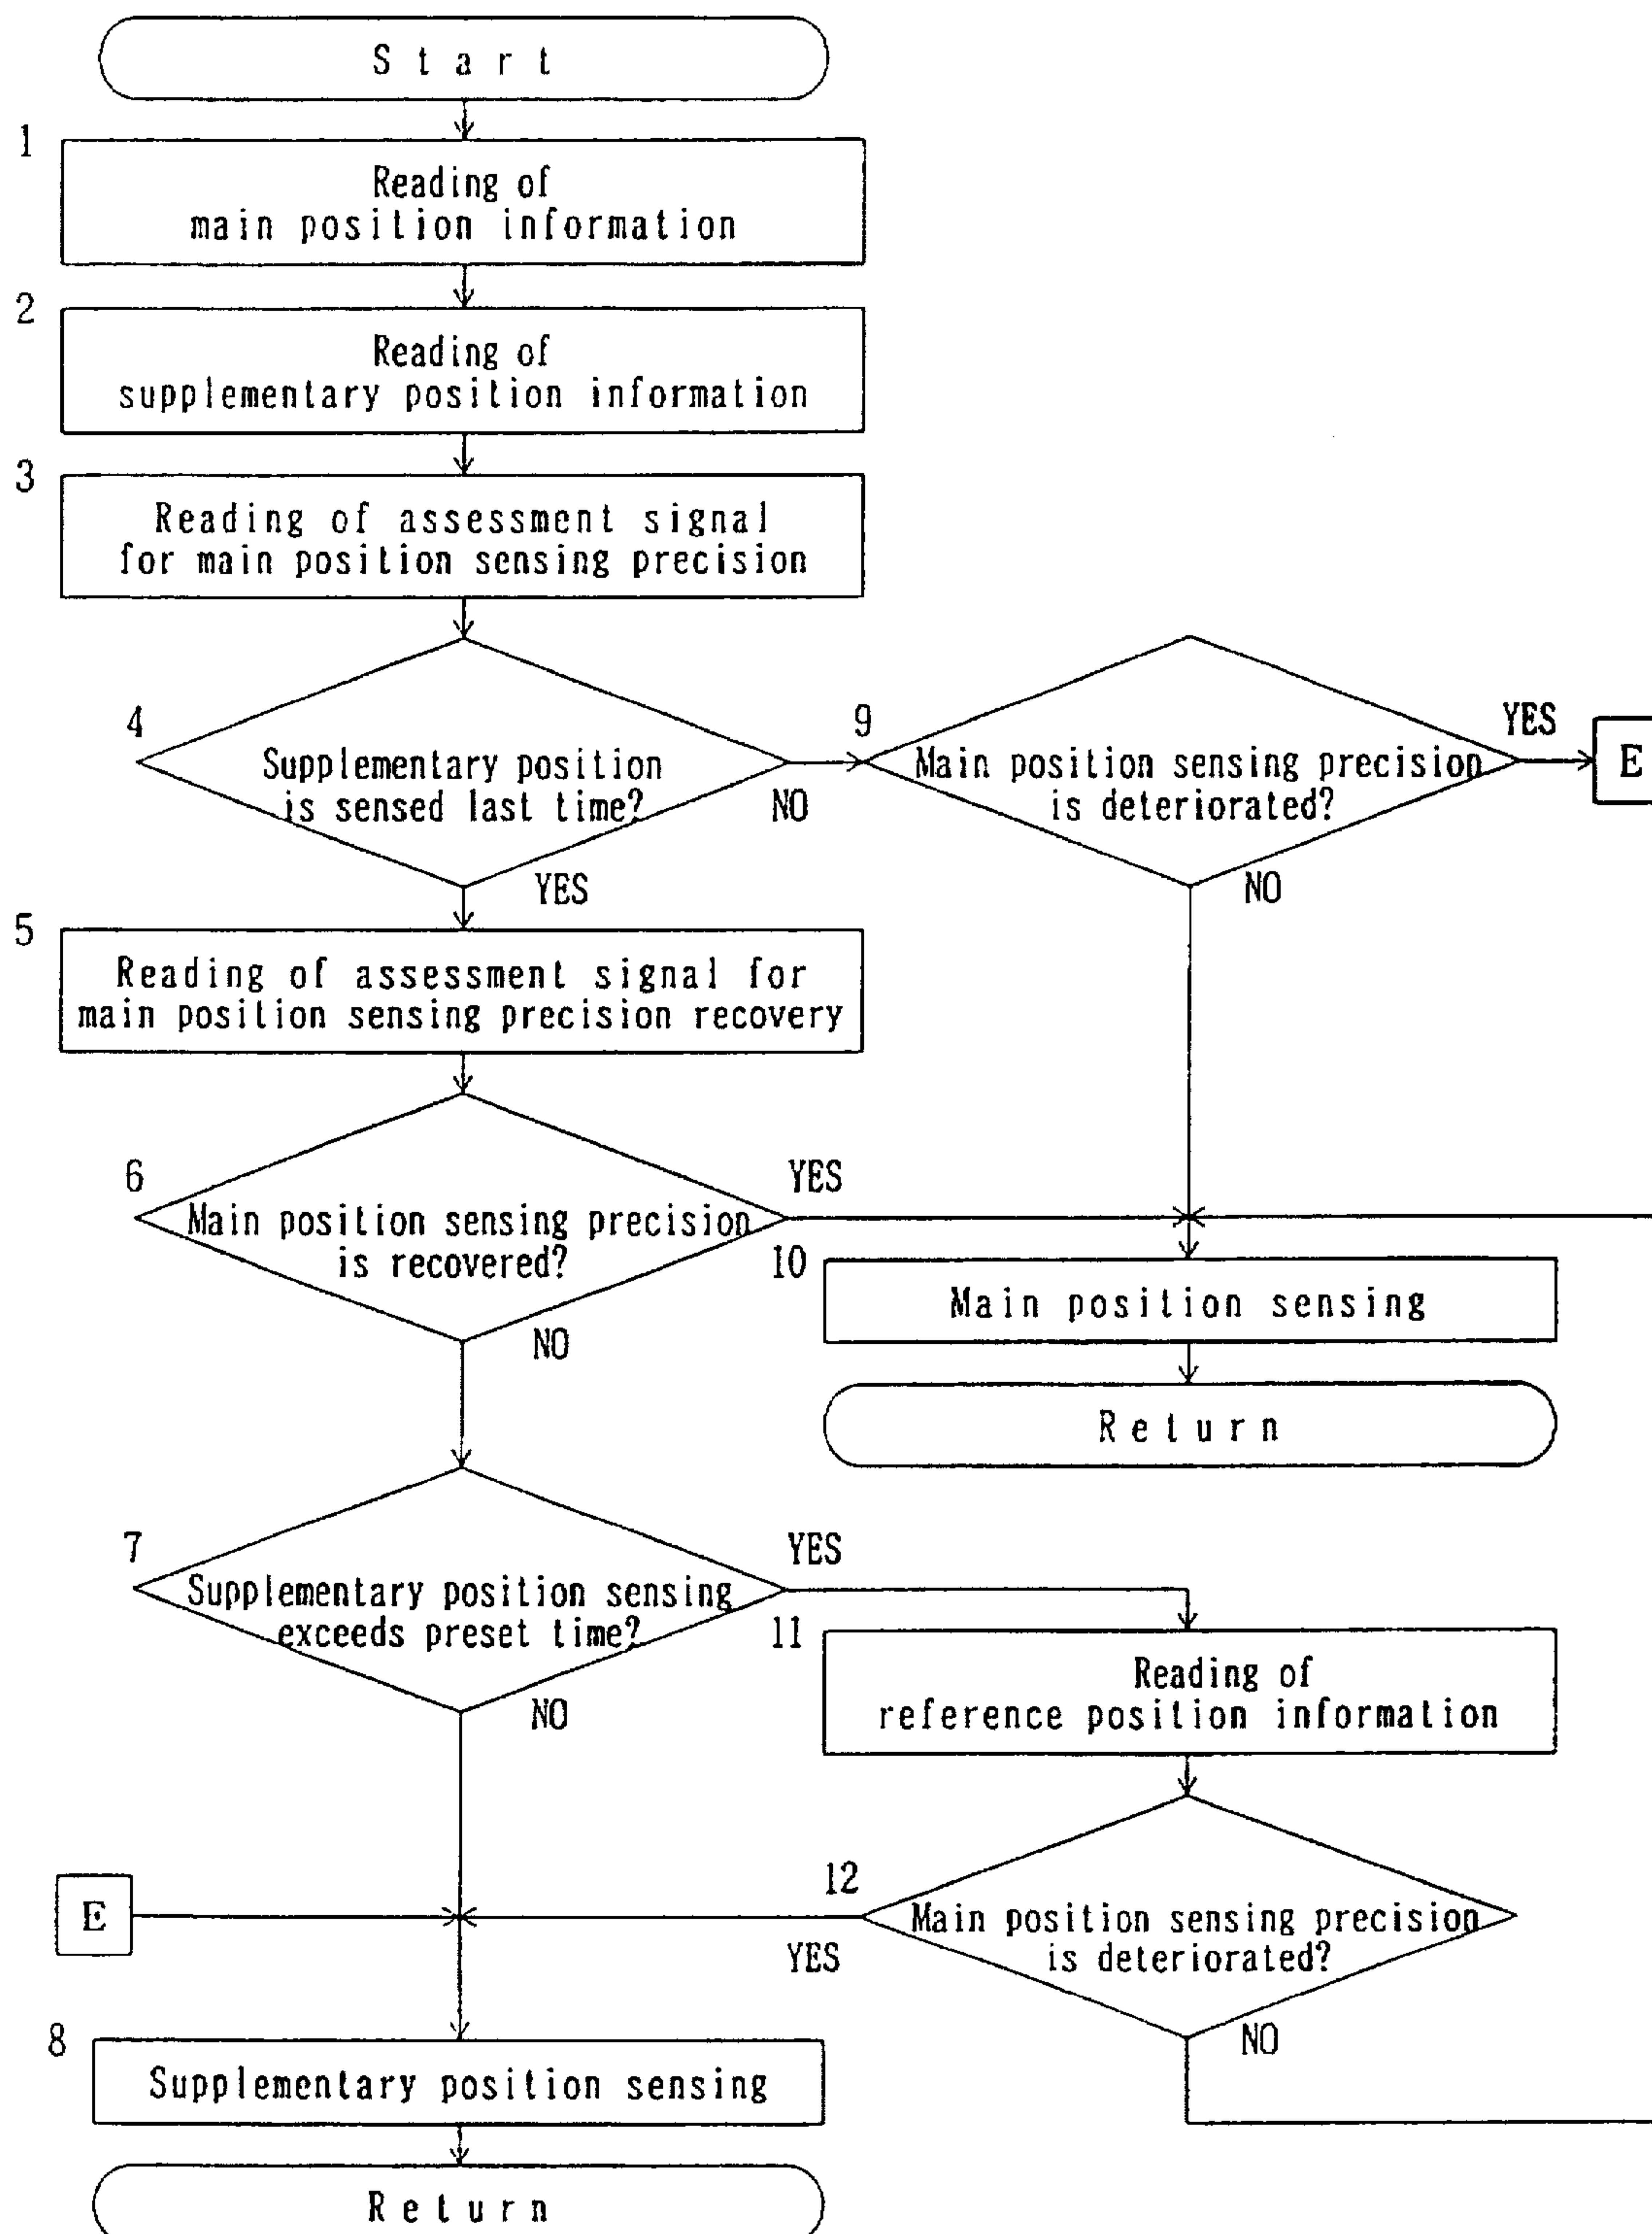 Start
1
Reading of
main position information
2
Reading of
supplementary position information
3
Reading of assessment signal
for main position sensing precision
4
Supplementary position
is sensed last time?
NO
YES
9
Main position sensing precision
is deteriorated?
YES
E
NO
5
Reading of assessment signal for
main position sensing precision recovery
6
Main position sensing precision
is recovered?
YES
NO
10
Main position sensing
Return
7
Supplementary position sensing
exceeds preset time?
YES
NO
11
Reading of
reference position information
12
Main position sensing precision
is deteriorated?
YES
NO
E
8
Supplementary position sensing
Return